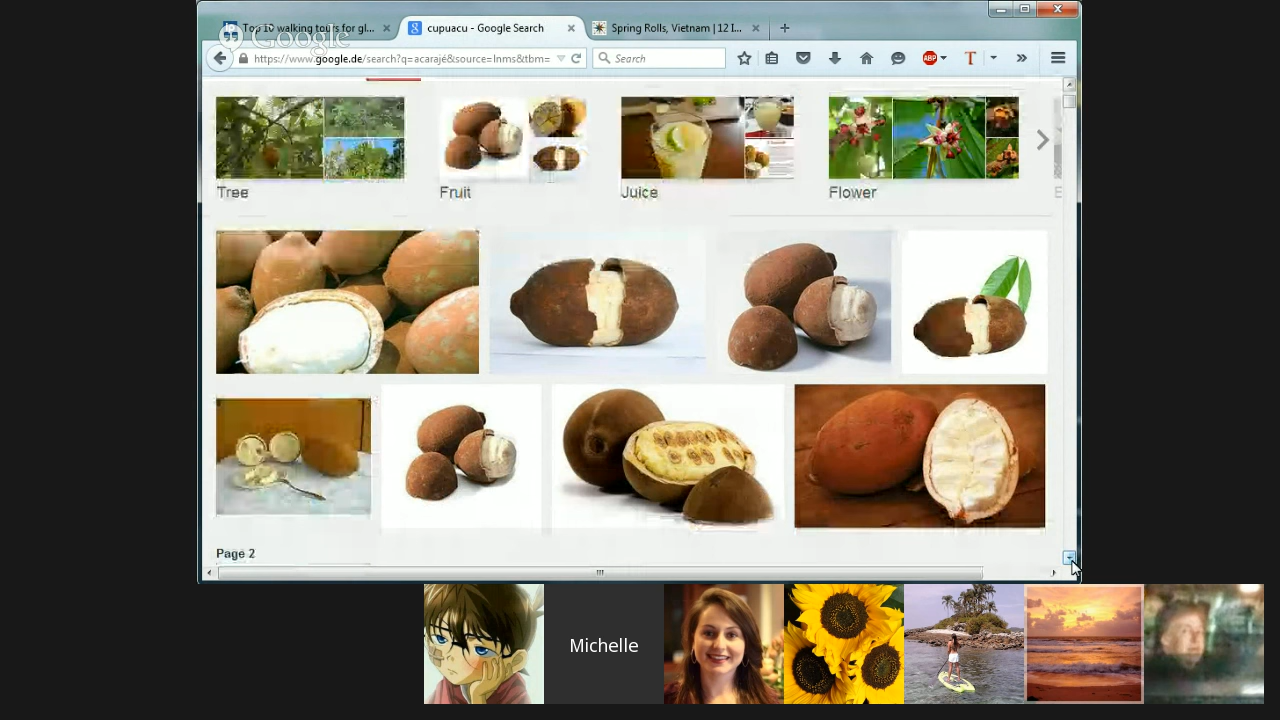 Top 10 walking tours for gl...
cupuacu - Google Search
Spring Rolls, Vietnam | 12 I...
Google
https://www.google.de/search?q=acarajé&source=lnms&tbm=
Search
ABP
T
Tree
Fruit
Juice
Flower
Page 2
Michelle